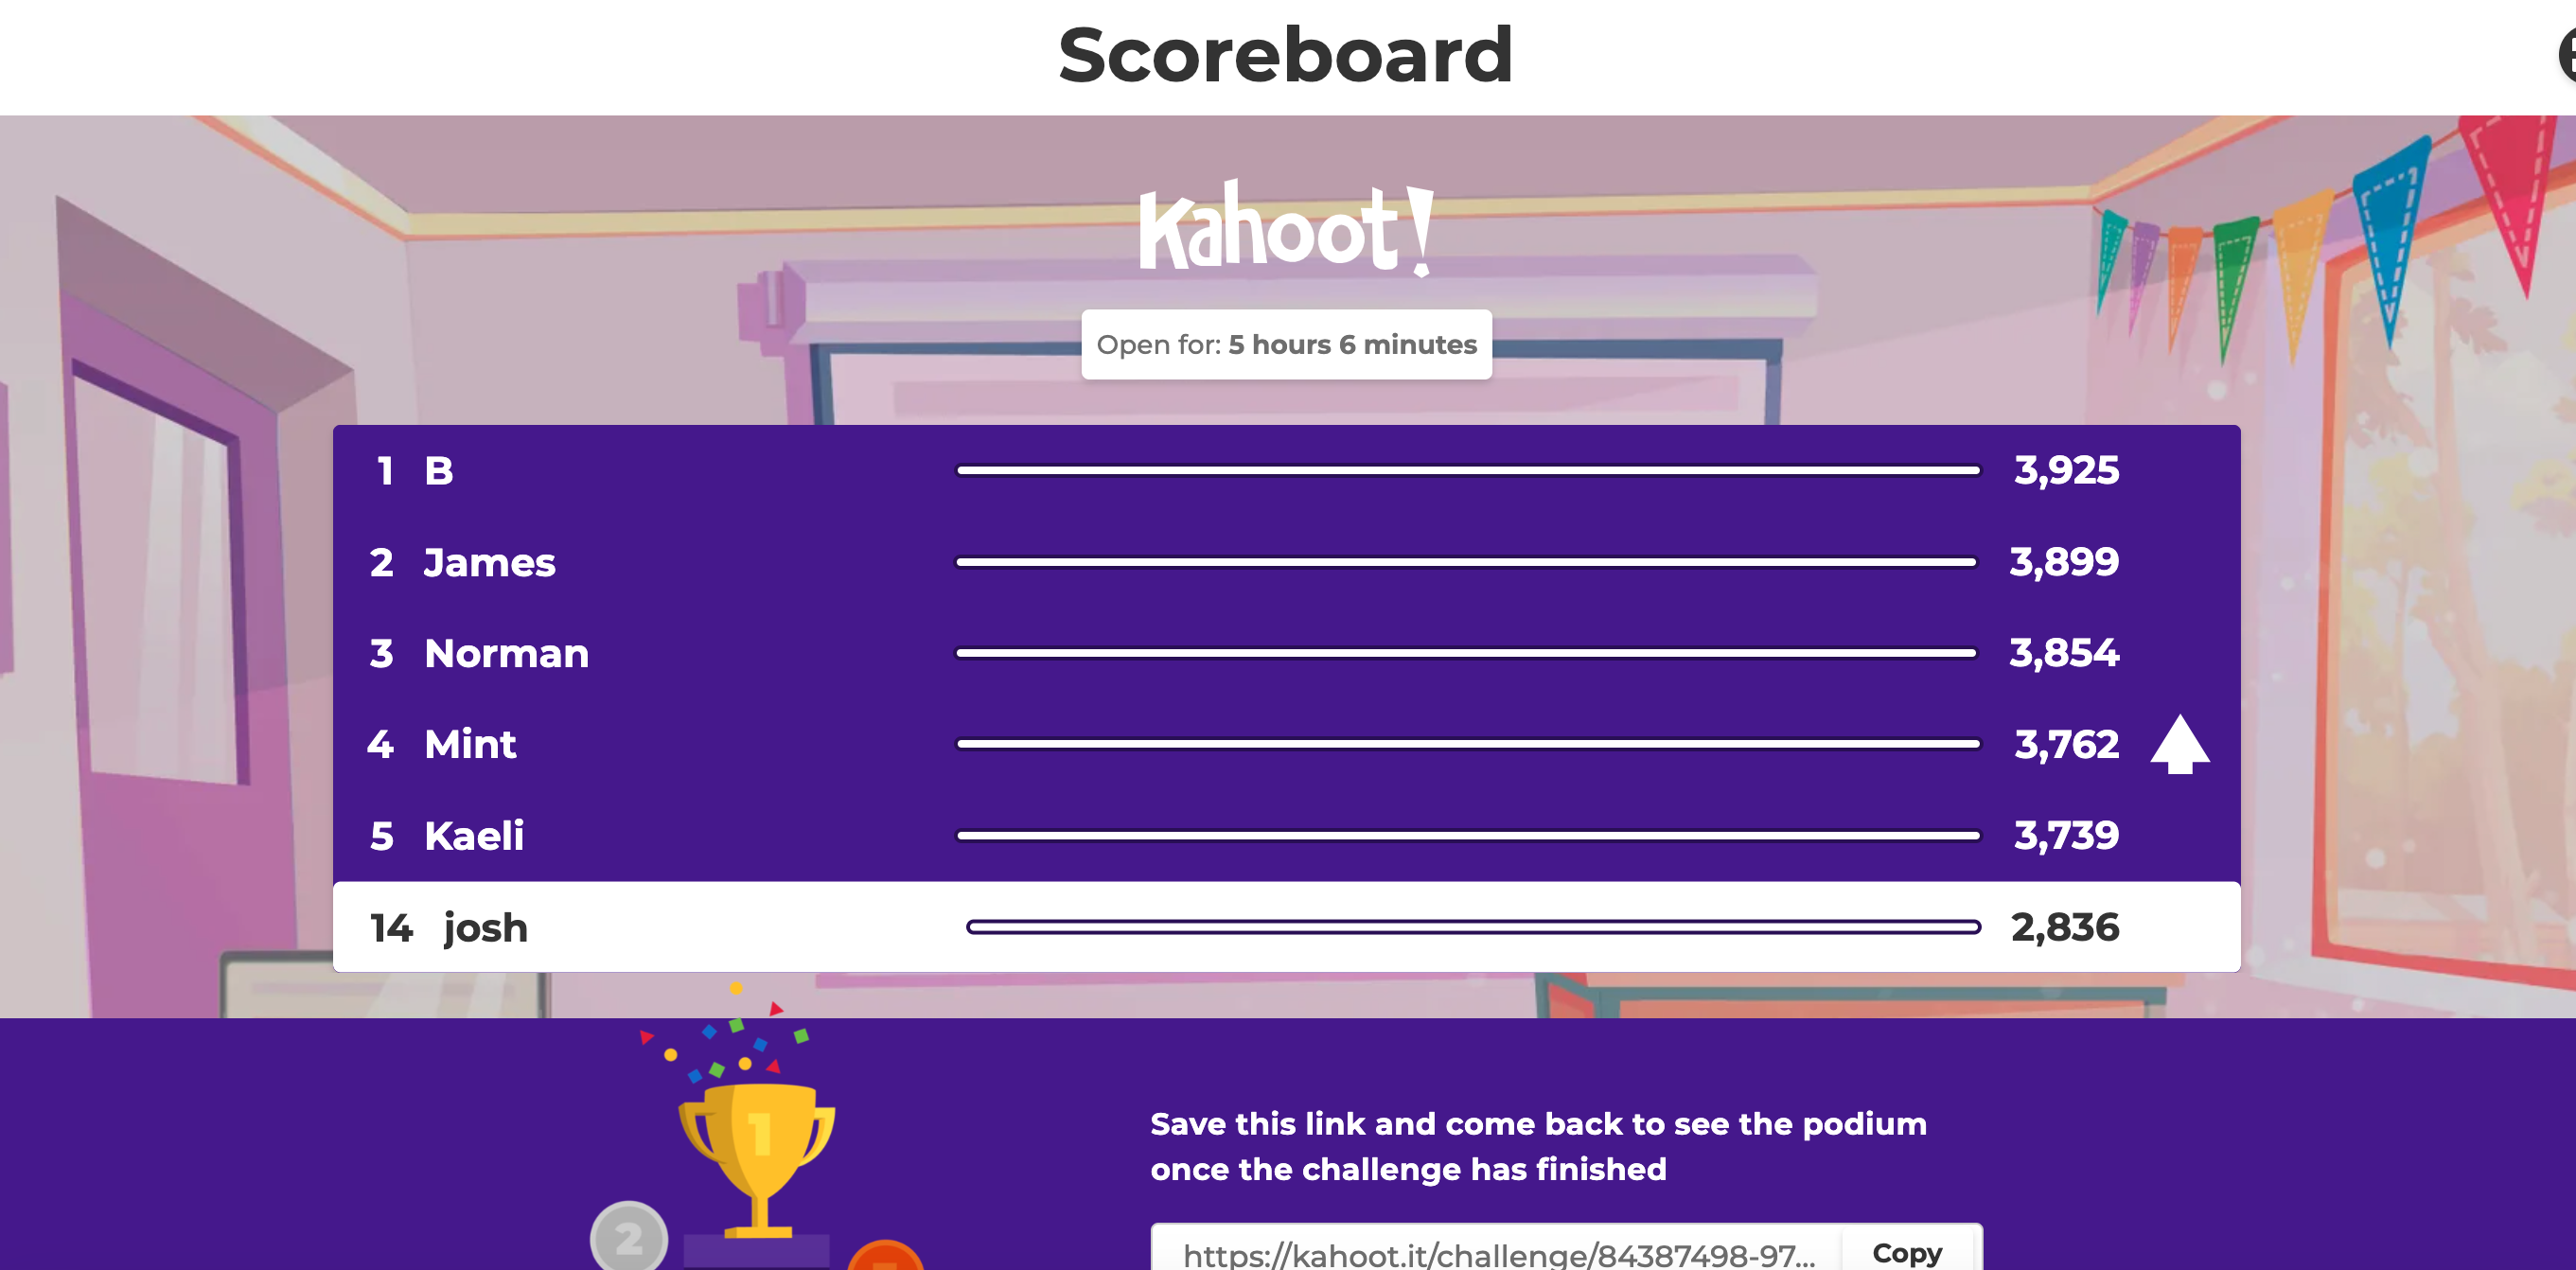 Scoreboard
Kahoot!
Open for: 5 hours 6 minutes
1 B 3,925
2 James 3,899
3 Norman 3,854
4 Mint 3,762
5 Kaeli 3,739
14 josh 2,836
1
Save this link and come back to see the podium
once the challenge has finished
2
https://kahoot.it/challenge/84387498-97... Copy